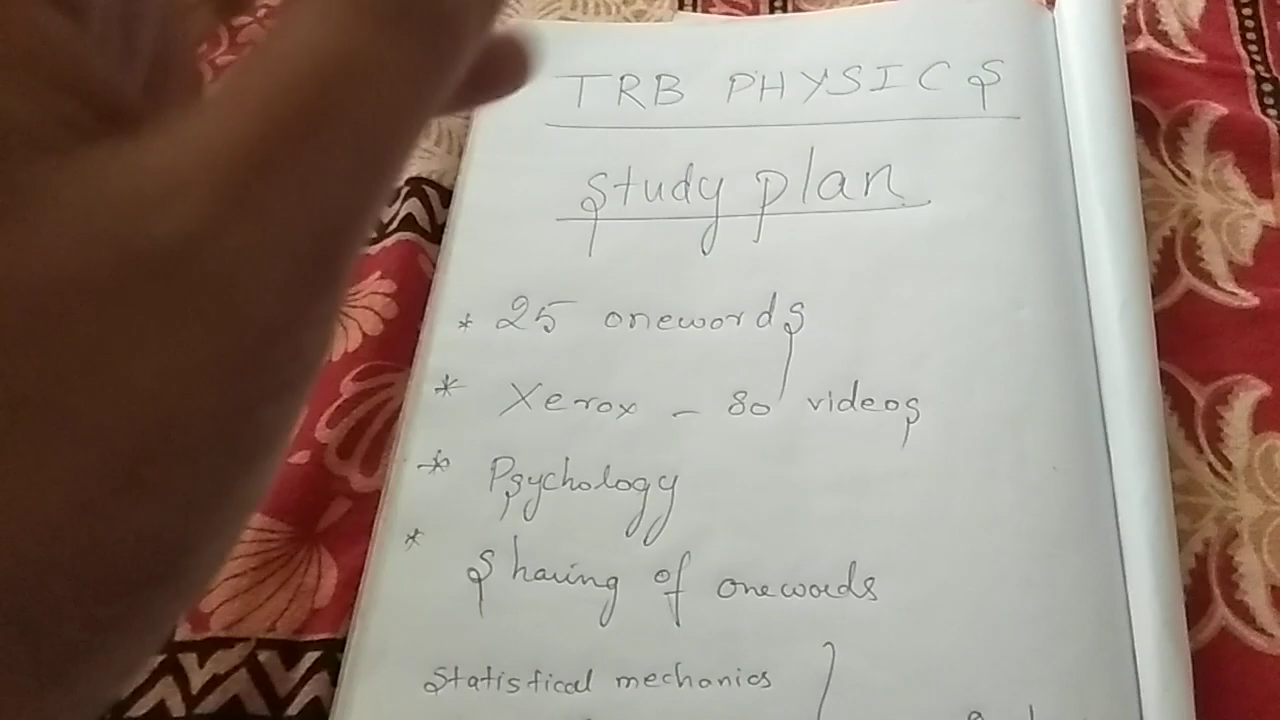 TRB PHYSICS
Study plan
* 25 onewords
* Xerox - 80 videos
* Psychology
* Sharing of onewords
Statistical mechanics